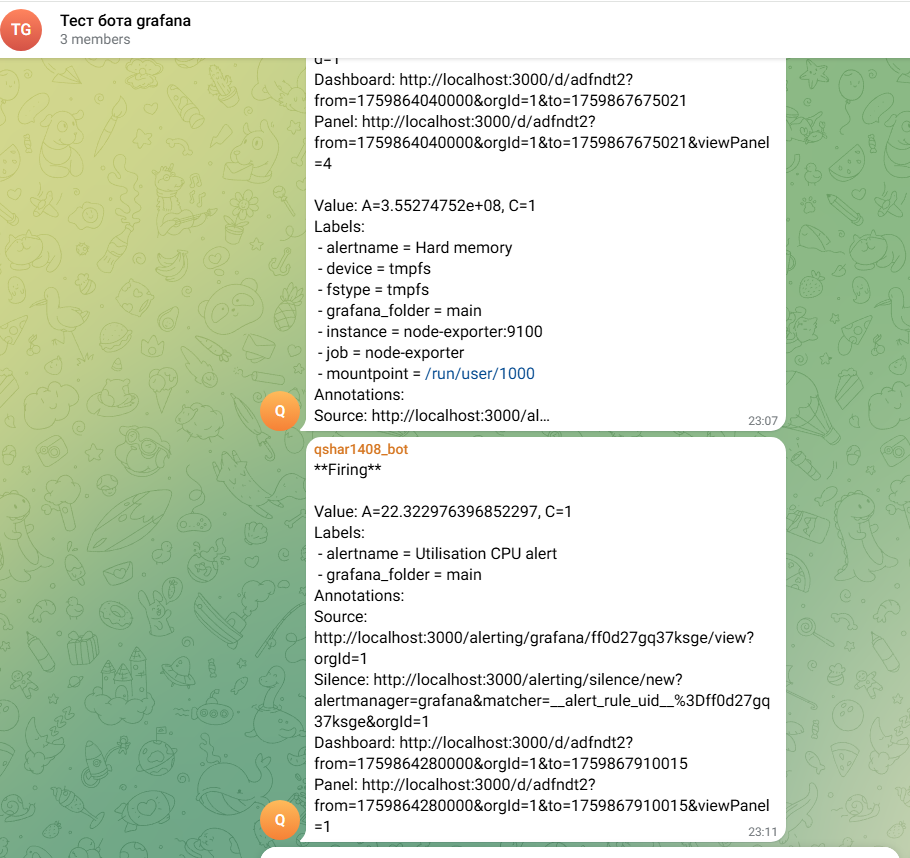 TG
Тест бота grafana
3 members
d=1
Dashboard: http://localhost:3000/d/adfndt2?
from=1759864040000&orgId=1&to=1759867675021
Panel: http://localhost:3000/d/adfndt2?
from=1759864040000&orgId=1&to=1759867675021&viewPanel
=4
Value: A=3.55274752e+08, C=1
Labels:
- alertname = Hard memory
- device = tmpfs
- fstype = tmpfs
- grafana_folder = main
- instance = node-exporter:9100
- job = node-exporter
- mountpoint = /run/user/1000
Annotations:
Source: http://localhost:3000/al...
23:07
Q
qshar1408_bot
**Firing**
Value: A=22.322976396852297, C=1
Labels:
- alertname = Utilisation CPU alert
- grafana_folder = main
Annotations:
Source:
http://localhost:3000/alerting/grafana/ff0d27gq37ksge/view?
orgId=1
Silence: http://localhost:3000/alerting/silence/new?
alertmanager=grafana&matcher=__alert_rule_uid__%3Dff0d27gq
37ksge&orgId=1
Dashboard: http://localhost:3000/d/adfndt2?
from=1759864280000&orgId=1&to=1759867910015
Panel: http://localhost:3000/d/adfndt2?
from=1759864280000&orgId=1&to=1759867910015&viewPanel
=1
23:11
Q